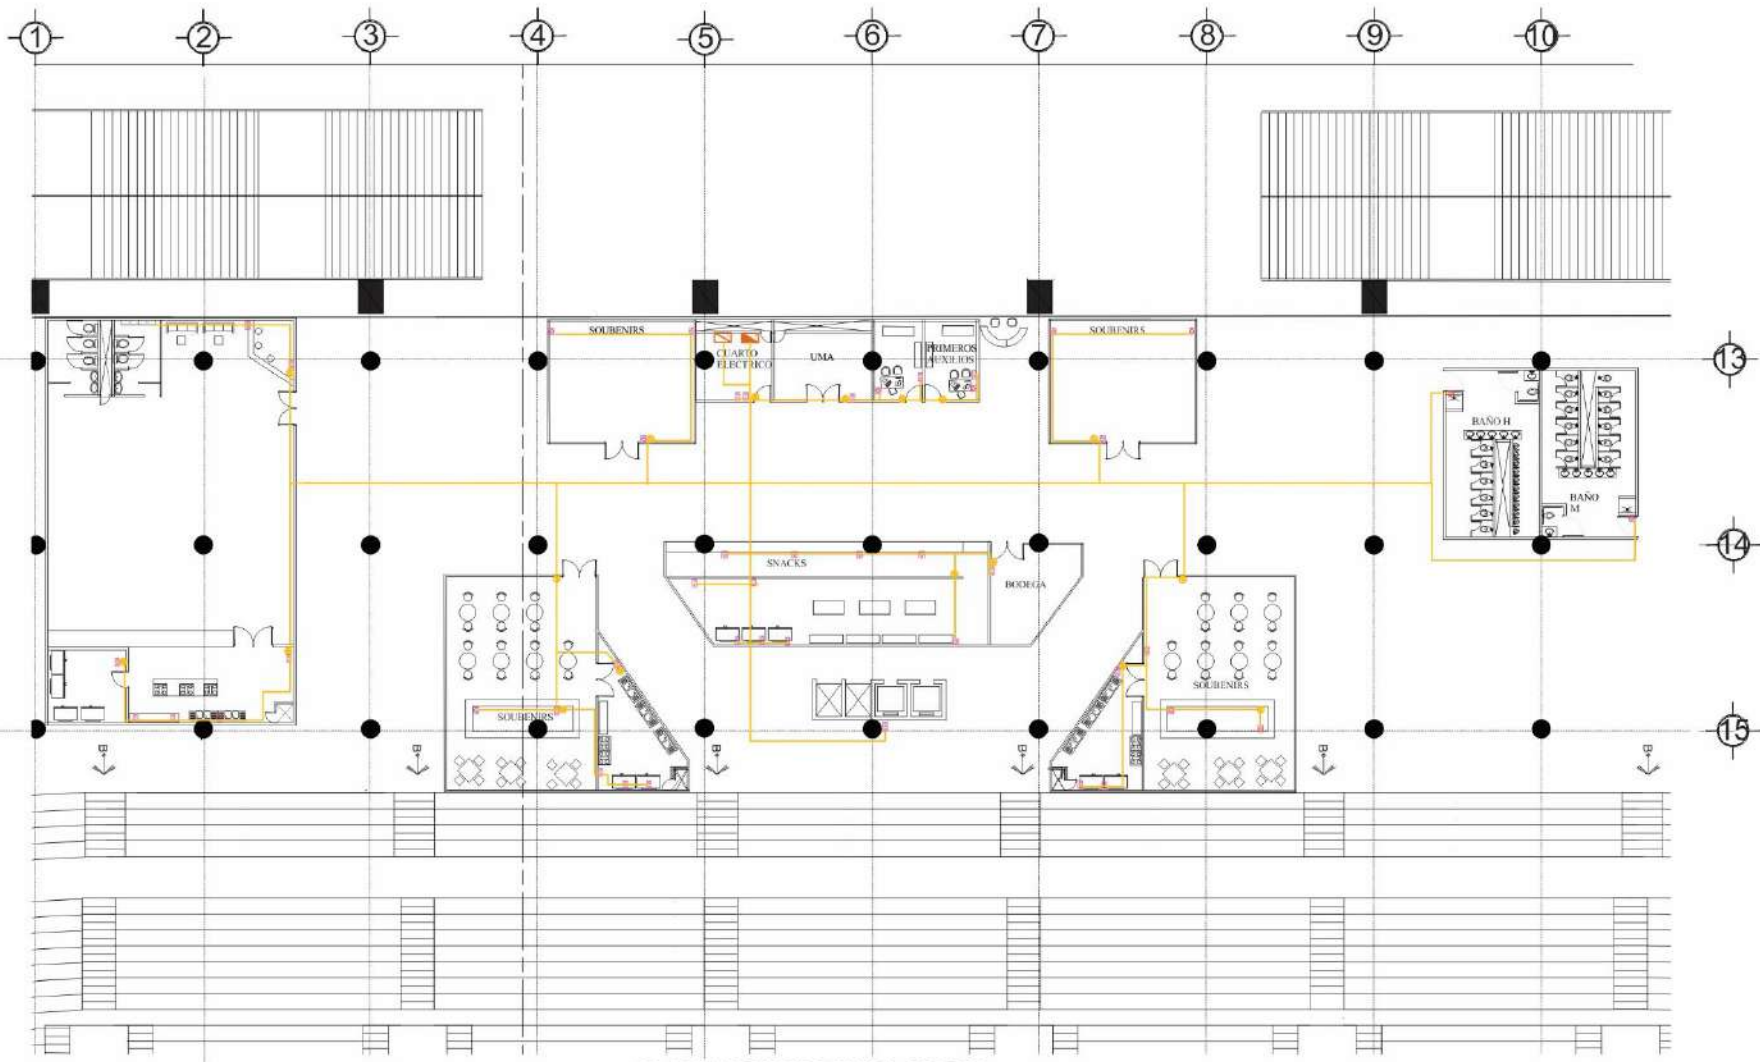 1 2 3 4 5 6 7 8 9 10
SOUBENIRS
SOUBENIRS
CUARTO
ELECTRICO
UMA
PRIMEROS
AUXILIOS
13
BAÑO H
BAÑO
M
14
SNACKS
BODEGA
SOUBENIRS
SOUBENIRS
15